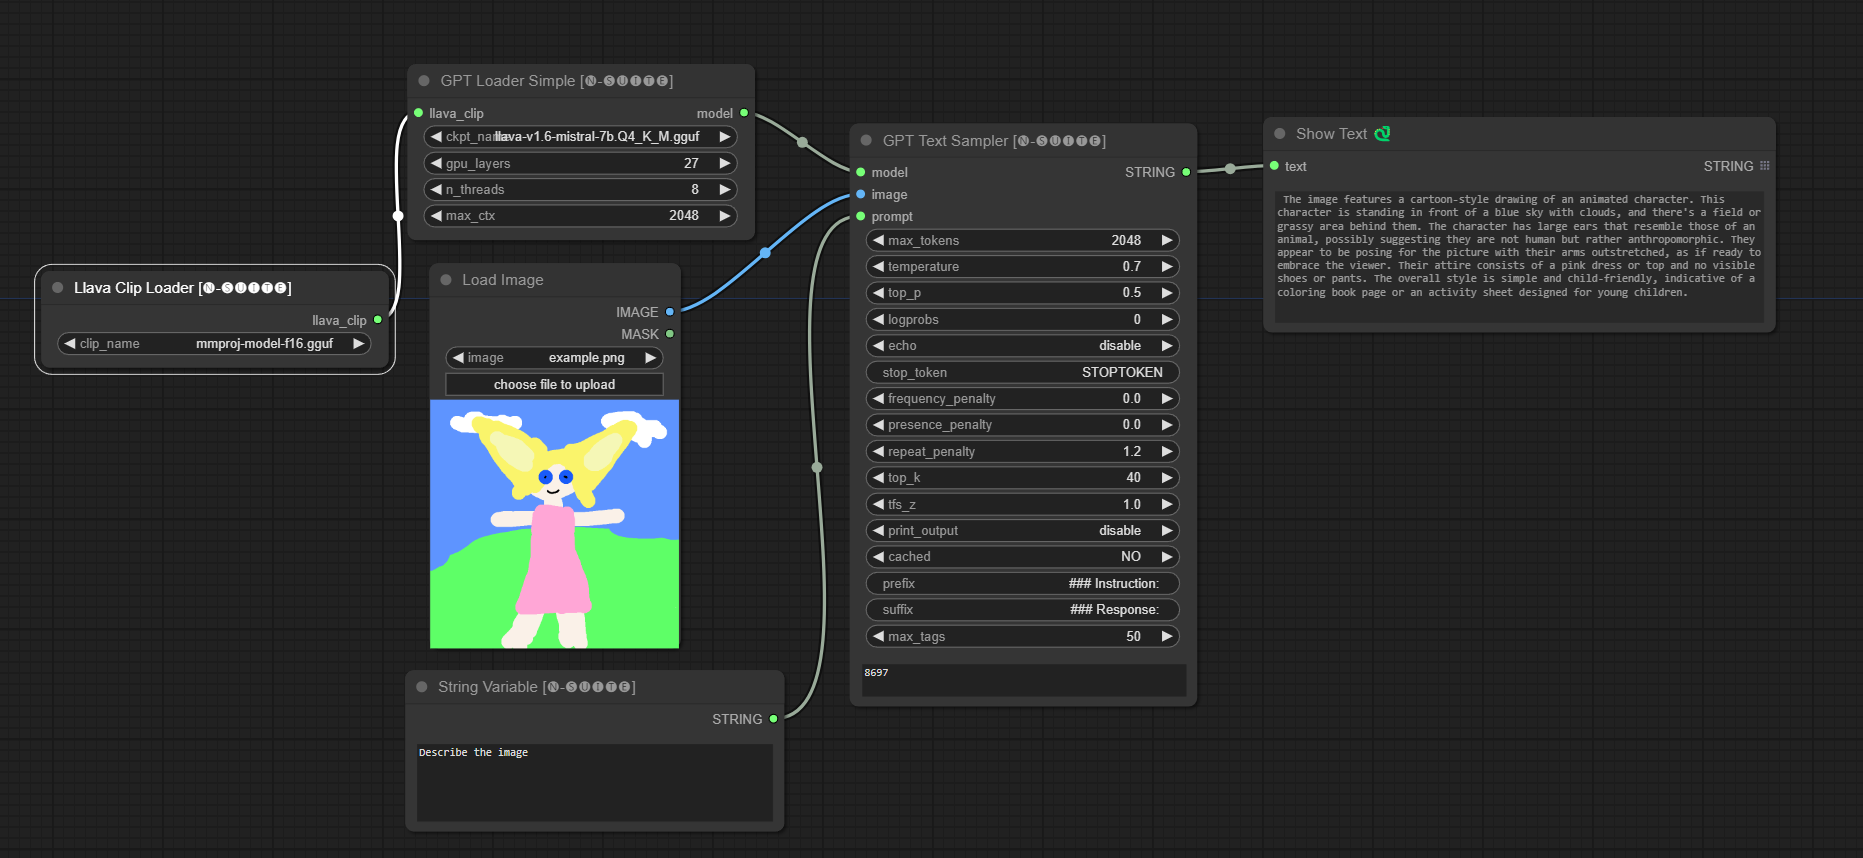 GPT Loader Simple [🅝-🅢🅤🅘🅣🅔]
llava_clip model
ckpt_name llava-v1.6-mistral-7b.Q4_K_M.gguf
gpu_layers 27
n_threads 8
max_ctx 2048
Llava Clip Loader [🅝-🅢🅤🅘🅣🅔]
llava_clip
clip_name mmproj-model-f16.gguf
Load Image
IMAGE
MASK
image example.png
choose file to upload
String Variable [🅝-🅢🅤🅘🅣🅔]
STRING
Describe the image
GPT Text Sampler [🅝-🅢🅤🅘🅣🅔]
model STRING
image
prompt
max_tokens 2048
temperature 0.7
top_p 0.5
logprobs 0
echo disable
stop_token STOPTOKEN
frequency_penalty 0.0
presence_penalty 0.0
repeat_penalty 1.2
top_k 40
tfs_z 1.0
print_output disable
cached NO
prefix ### Instruction:
suffix ### Response:
max_tags 50
8697
Show Text
text STRING
The image features a cartoon-style drawing of an animated character. This
character is standing in front of a blue sky with clouds, and there's a field or
grassy area behind them. The character has large ears that resemble those of an
animal, possibly suggesting they are not human but rather anthropomorphic. They
appear to be posing for the picture with their arms outstretched, as if ready to
embrace the viewer. Their attire consists of a pink dress or top and no visible
shoes or pants. The overall style is simple and child-friendly, indicative of a
coloring book page or an activity sheet designed for young children.